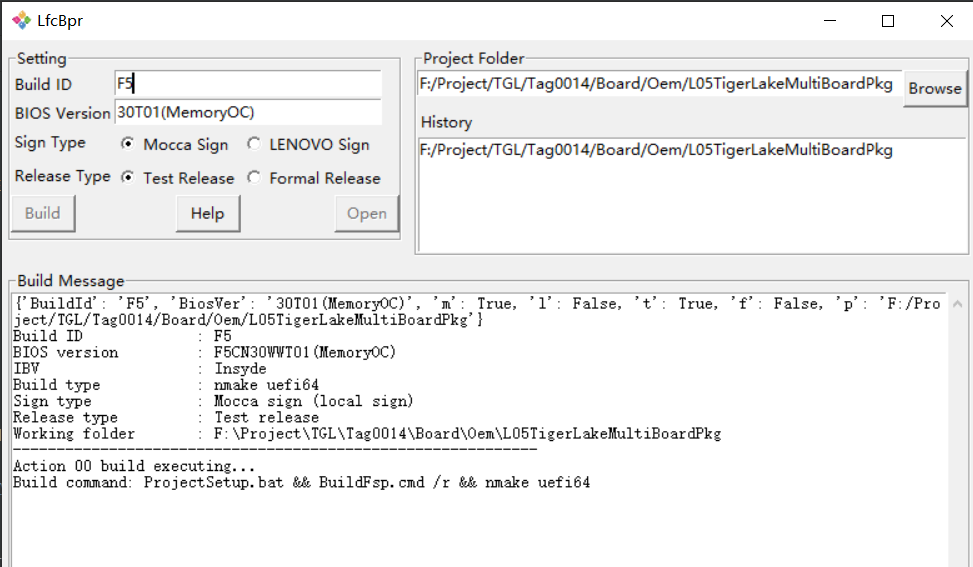 LfcBpr
Setting
Build ID F5
BIOS Version 30T01(MemoryOC)
Sign Type Mocca Sign LENOVO Sign
Release Type Test Release Formal Release
Build Help Open
Project Folder
F:/Project/TGL/Tag0014/Board/Oem/L05TigerLakeMultiBoardPkg Browse
History
F:/Project/TGL/Tag0014/Board/Oem/L05TigerLakeMultiBoardPkg
Build Message
{'BuildId': 'F5', 'BiosVer': '30T01(MemoryOC)', 'm': True, 'l': False, 't': True, 'f': False, 'p': 'F:/Pro
ject/TGL/Tag0014/Board/Oem/L05TigerLakeMultiBoardPkg'}
Build ID : F5
BIOS version : F5CN30WWT01(MemoryOC)
IBV : Insyde
Build type : nmake uefi64
Sign type : Mocca sign (local sign)
Release type : Test release
Working folder : F:\Project\TGL\Tag0014\Board\Oem\L05TigerLakeMultiBoardPkg
------------------------------------------------------------
Action 00 build executing...
Build command: ProjectSetup.bat && BuildFsp.cmd /r && nmake uefi64